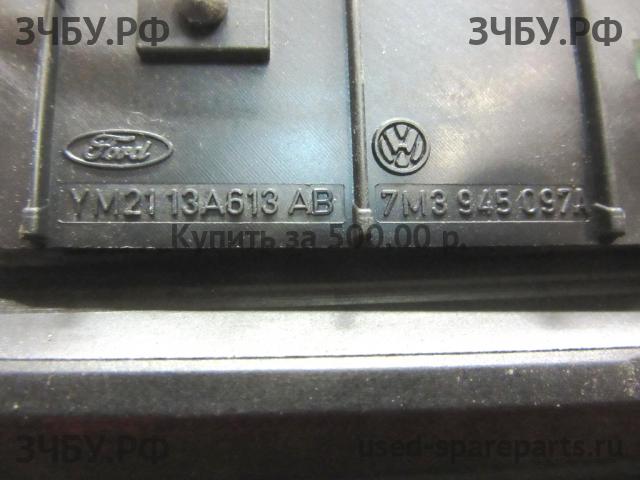 ЗЧБУ.РФ ЗЧБУ.РФ
Ford
YM21 13A613 AB 7M3 945 097A
Купить за 500.00 р.
ЗЧБУ.РФ used-spareparts.ru